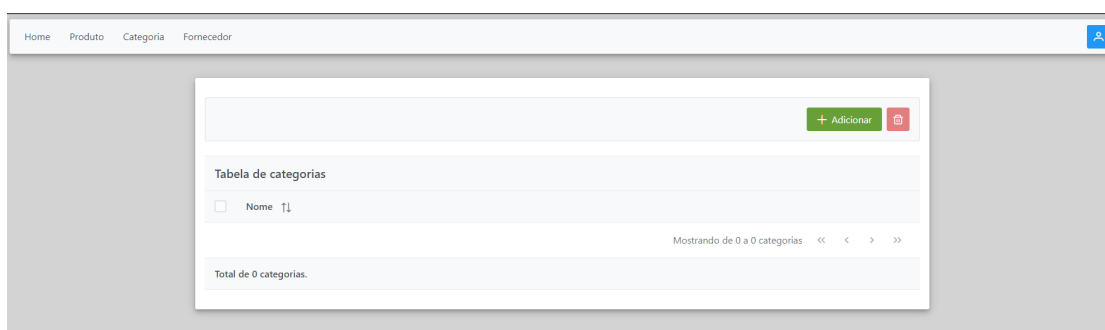 Home Produto Categoria Fornecedor
Adicionar
Tabela de categorias
Nome
Mostrando de 0 a 0 categorias
Total de 0 categorias.